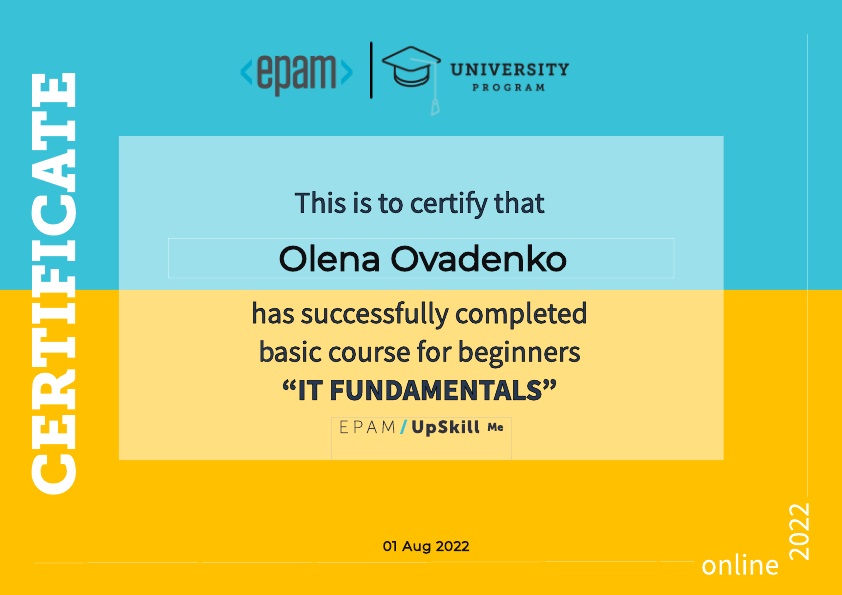 CERTIFICATE
<epam>
UNIVERSITY
PROGRAM
This is to certify that
Olena Ovadenko
has successfully completed
basic course for beginners
“IT FUNDAMENTALS”
EPAM/UpSkill Me
01 Aug 2022
online
2022